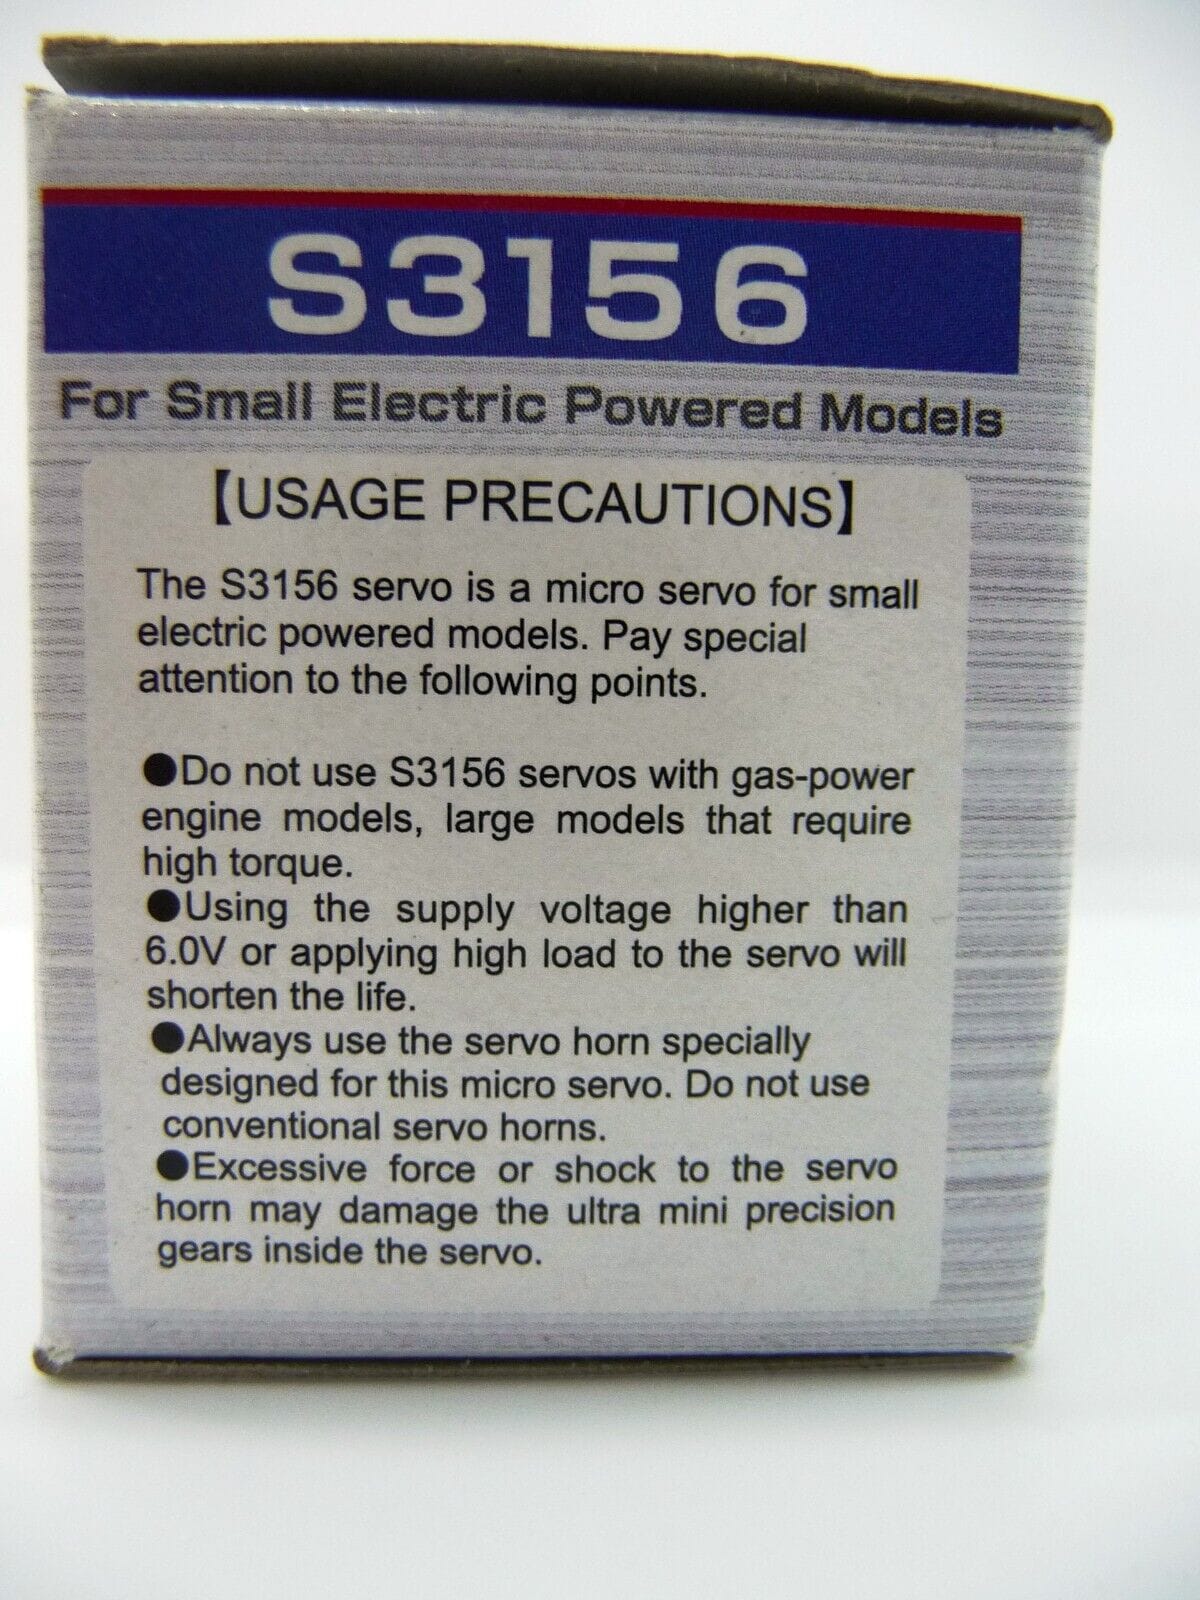 S3156
For Small Electric Powered Models
【USAGE PRECAUTIONS】
The S3156 servo is a micro servo for small
electric powered models. Pay special
attention to the following points.
●Do not use S3156 servos with gas-power
engine models, large models that require
high torque.
●Using the supply voltage higher than
6.0V or applying high load to the servo will
shorten the life.
●Always use the servo horn specially
designed for this micro servo. Do not use
conventional servo horns.
●Excessive force or shock to the servo
horn may damage the ultra mini precision
gears inside the servo.